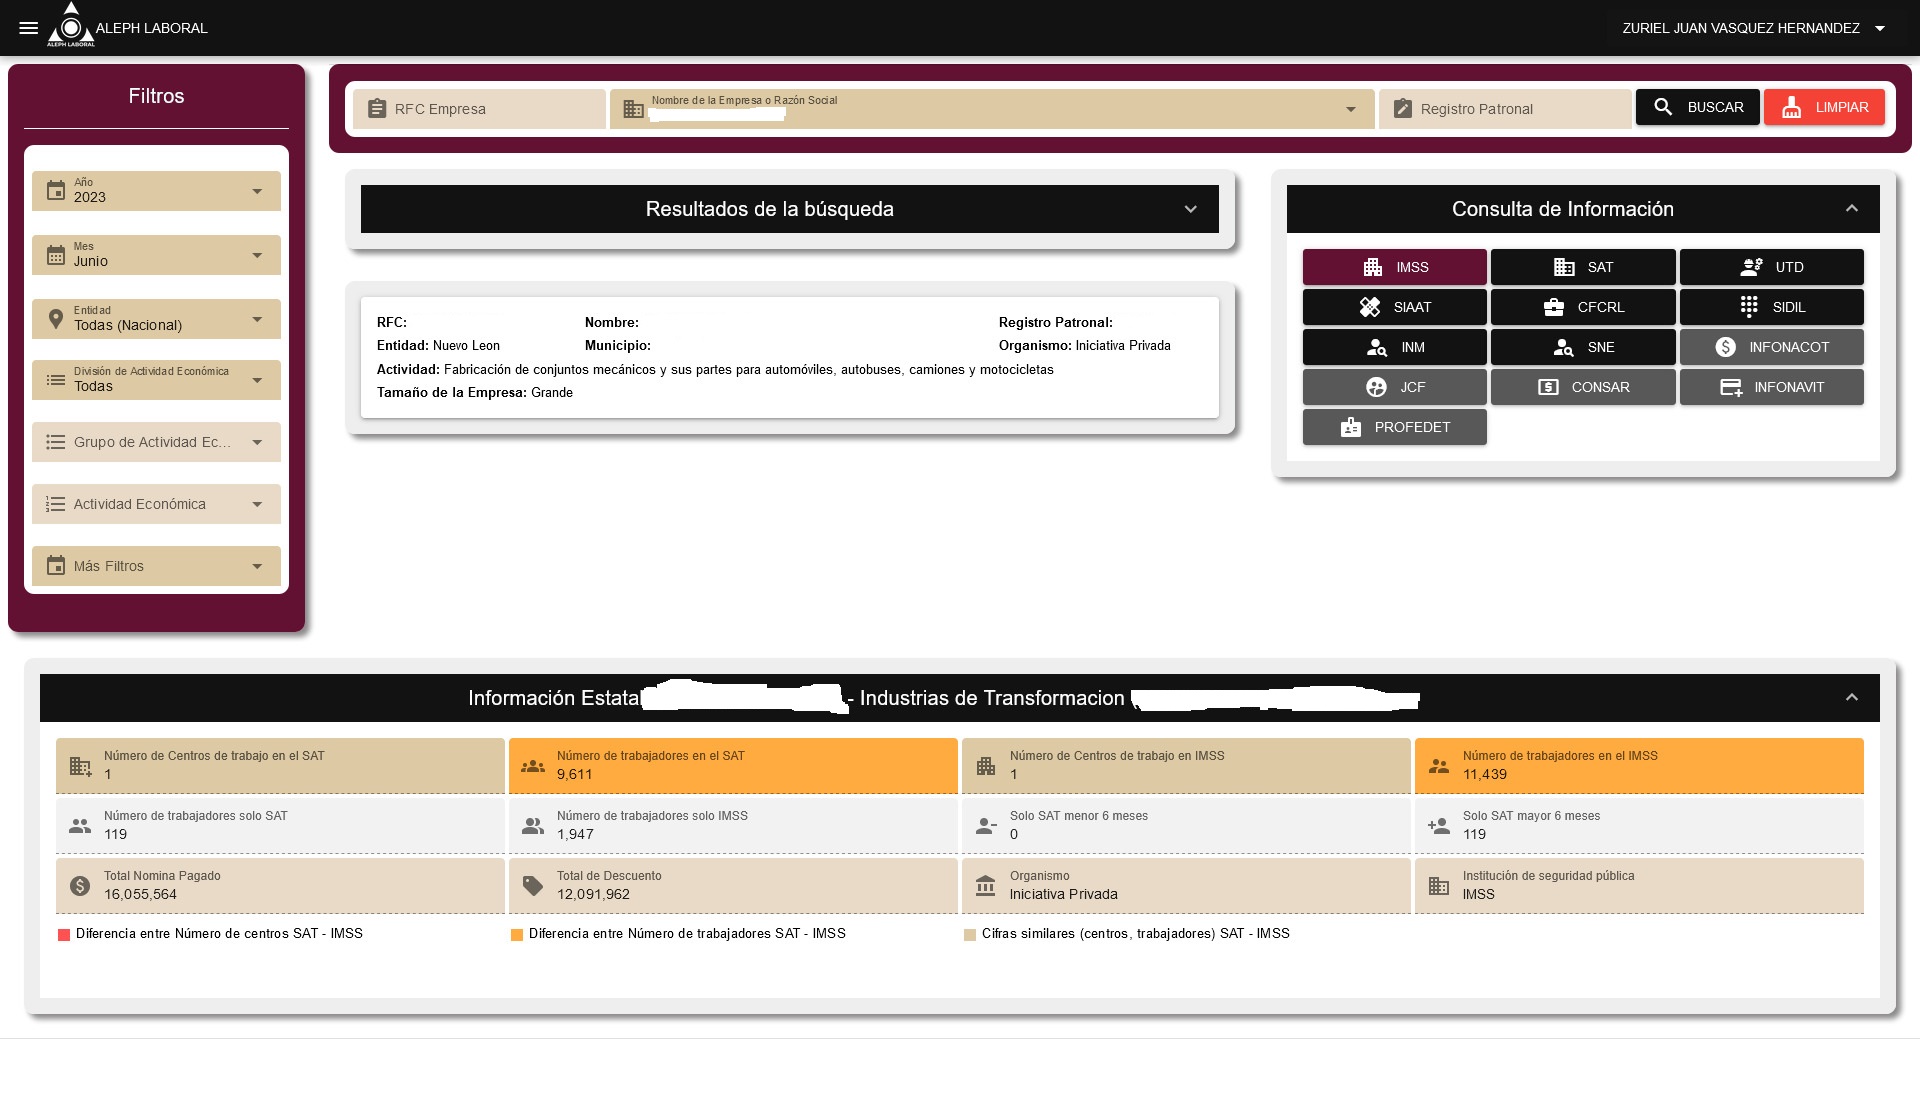 ALEPH LABORAL
ALEPH LABORAL
ZURIEL JUAN VASQUEZ HERNANDEZ
Filtros
Año
2023
Mes
Junio
Entidad
Todas (Nacional)
División de Actividad Económica
Todas
Grupo de Actividad Ec...
Actividad Económica
Más Filtros
RFC Empresa
Nombre de la Empresa o Razón Social
Registro Patronal
BUSCAR
LIMPIAR
Resultados de la búsqueda
RFC: Nombre: Registro Patronal:
Entidad: Nuevo Leon Municipio: Organismo: Iniciativa Privada
Actividad: Fabricación de conjuntos mecánicos y sus partes para automóviles, autobuses, camiones y motocicletas
Tamaño de la Empresa: Grande
Consulta de Información
IMSS SAT UTD
SIAAT CFCRL SIDIL
INM SNE INFONACOT
JCF CONSAR INFONAVIT
PROFEDET
Información Estatal - Industrias de Transformacion
Número de Centros de trabajo en el SAT
1
Número de trabajadores en el SAT
9,611
Número de Centros de trabajo en IMSS
1
Número de trabajadores en el IMSS
11,439
Número de trabajadores solo SAT
119
Número de trabajadores solo IMSS
1,947
Solo SAT menor 6 meses
0
Solo SAT mayor 6 meses
119
Total Nomina Pagado
16,055,564
Total de Descuento
12,091,962
Organismo
Iniciativa Privada
Institución de seguridad pública
IMSS
Diferencia entre Número de centros SAT - IMSS
Diferencia entre Número de trabajadores SAT - IMSS
Cifras similares (centros, trabajadores) SAT - IMSS